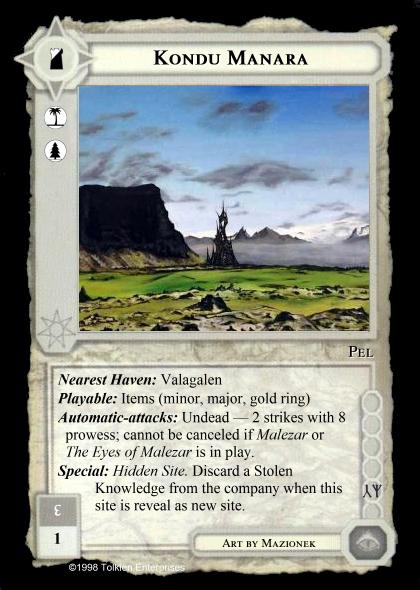 Kondu Manara
Pel
Nearest Haven: Valagalen
Playable: Items (minor, major, gold ring)
Automatic-attacks: Undead — 2 strikes with 8
prowess; cannot be canceled if Malezar or
The Eyes of Malezar is in play.
Special: Hidden Site. Discard a Stolen
Knowledge from the company when this
site is reveal as new site.
ε
1
Art by Mazionek
©1998 Tolkien Enterprises